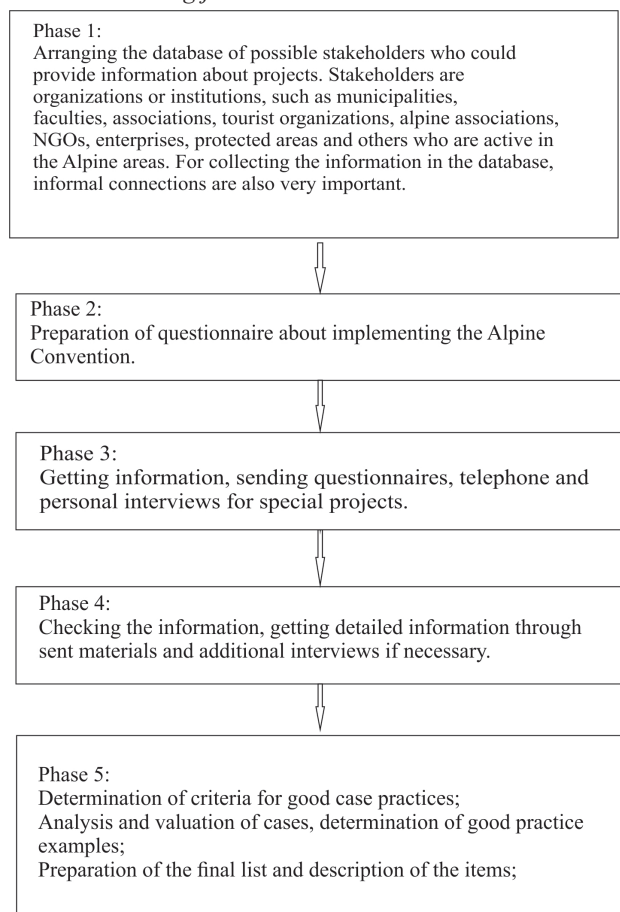 Phase 1:
Arranging the database of possible stakeholders who could
provide information about projects. Stakeholders are
organizations or institutions, such as municipalities,
faculties, associations, tourist organizations, alpine associations,
NGOs, enterprises, protected areas and others who are active in
the Alpine areas. For collecting the information in the database,
informal connections are also very important.
Phase 2:
Preparation of questionnaire about implementing the Alpine
Convention.
Phase 3:
Getting information, sending questionnaires, telephone and
personal interviews for special projects.
Phase 4:
Checking the information, getting detailed information through
sent materials and additional interviews if necessary.
Phase 5:
Determination of criteria for good case practices;
Analysis and valuation of cases, determination of good practice
examples;
Preparation of the final list and description of the items;